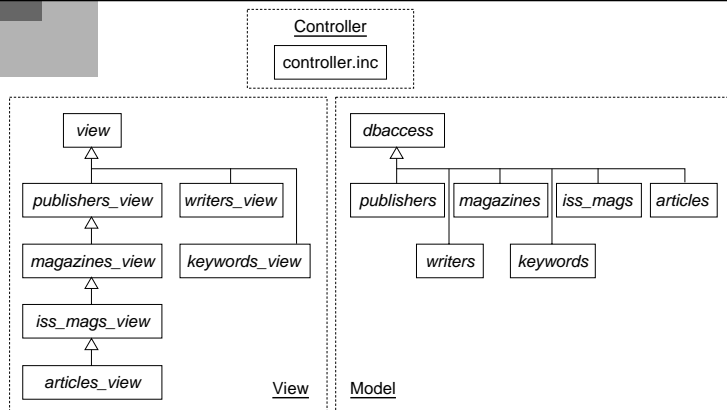 Controller
controller.inc
view
publishers_view
writers_view
magazines_view
keywords_view
iss_mags_view
articles_view
View
dbaccess
publishers
magazines
iss_mags
articles
writers
keywords
Model